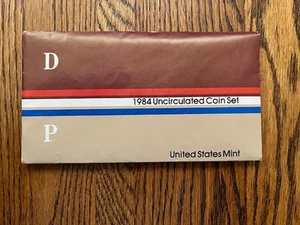 D
1984 Uncirculated Coin Set
P
United States Mint